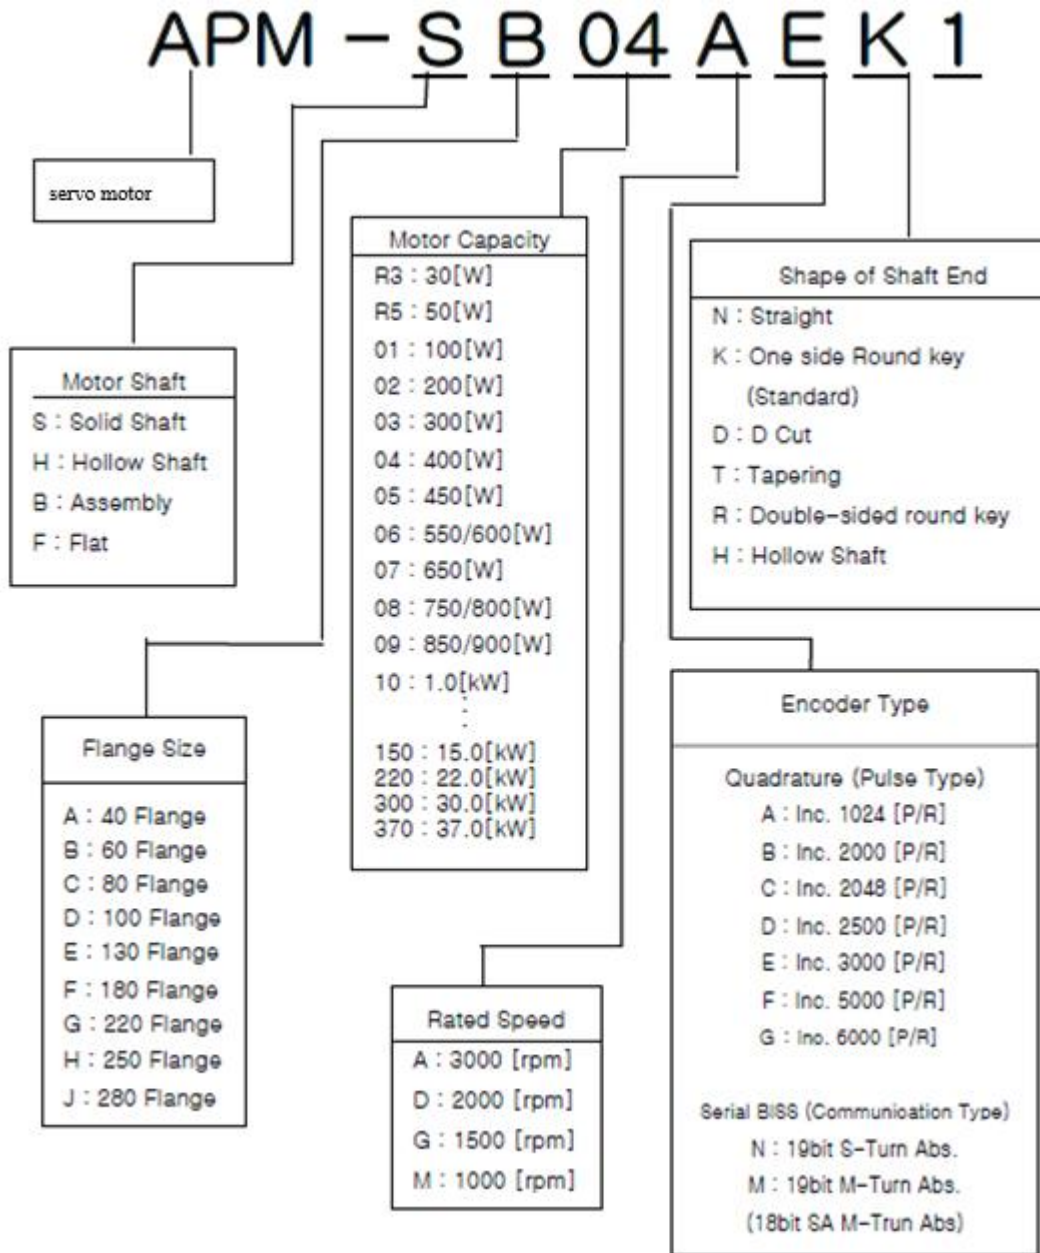 APM - S B 04 A E K 1
servo motor
Motor Shaft
S : Solid Shaft
H : Hollow Shaft
B : Assembly
F : Flat
Flange Size
A : 40 Flange
B : 60 Flange
C : 80 Flange
D : 100 Flange
E : 130 Flange
F : 180 Flange
G : 220 Flange
H : 250 Flange
J : 280 Flange
Motor Capacity
R3 : 30[W]
R5 : 50[W]
01 : 100[W]
02 : 200[W]
03 : 300[W]
04 : 400[W]
05 : 450[W]
06 : 550/600[W]
07 : 650[W]
08 : 750/800[W]
09 : 850/900[W]
10 : 1.0[kW]
⋮
150 : 15.0[kW]
220 : 22.0[kW]
300 : 30.0[kW]
370 : 37.0[kW]
Rated Speed
A : 3000 [rpm]
D : 2000 [rpm]
G : 1500 [rpm]
M : 1000 [rpm]
Shape of Shaft End
N : Straight
K : One side Round key
(Standard)
D : D Cut
T : Tapering
R : Double-sided round key
H : Hollow Shaft
Encoder Type
Quadrature (Pulse Type)
A : Inc. 1024 [P/R]
B : Inc. 2000 [P/R]
C : Inc. 2048 [P/R]
D : Inc. 2500 [P/R]
E : Inc. 3000 [P/R]
F : Inc. 5000 [P/R]
G : Inc. 6000 [P/R]
Serial BISS (Communication Type)
N : 19bit S-Turn Abs.
M : 19bit M-Turn Abs.
(18bit SA M-Trun Abs)